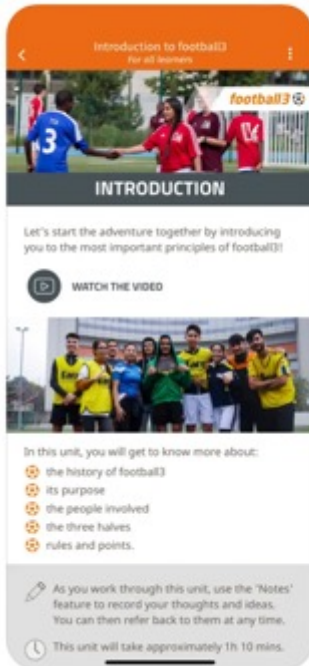 Introduction to football3
For all learners
football3
3
INTRODUCTION
Let's start the adventure together by introducing
you to the most important principles of football3!
WATCH THE VIDEO
In this unit, you will get to know more about:
the history of football3
its purpose
the people involved
the three halves
rules and points.
As you work through this unit, use the 'Notes'
feature to record your thoughts and ideas.
You can then refer back to them at any time.
This unit will take approximately 1h 10 mins.